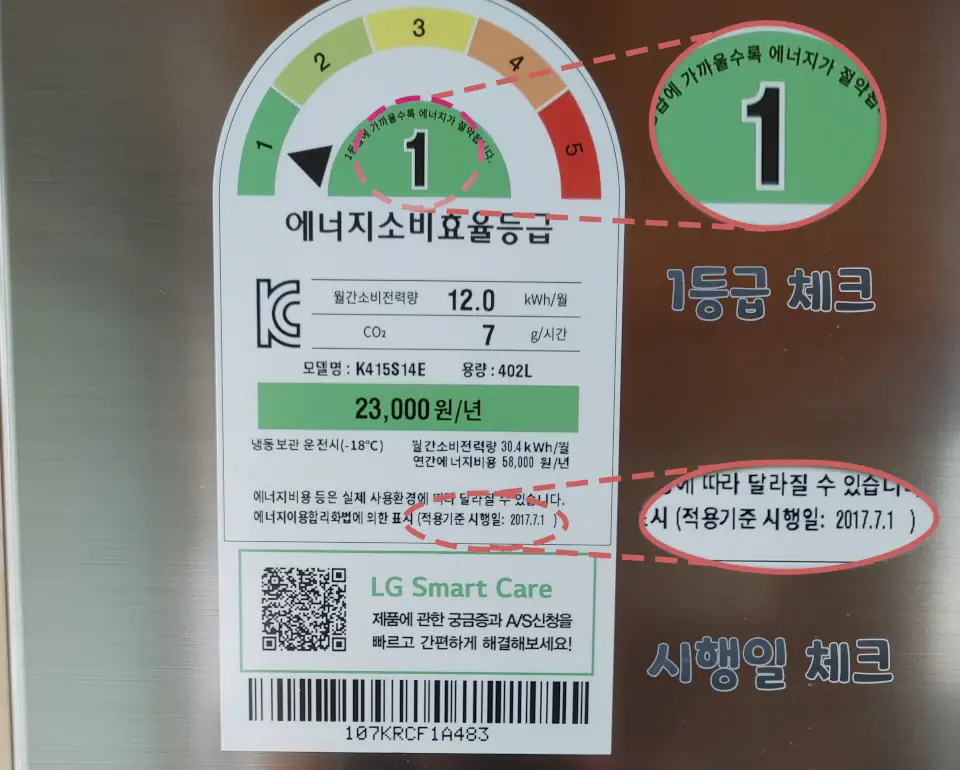 1 2 3 4 5
1등급에 가까울수록 에너지가 절약됩니다.
1
에너지소비효율등급
KC
월간소비전력량 12.0 kWh/월
CO₂ 7 g/시간
모델명 : K415S14E 용량 : 402L
23,000원/년
냉동보관 운전시(-18℃) 월간소비전력량 30.4kWh/월
연간에너지비용 58,000 원/년
에너지비용 등은 실제 사용환경에 따라 달라질 수 있습니다.
에너지이용합리화법에 의한 표시 (적용기준 시행일: 2017.7.1 )
LG Smart Care
제품에 관한 궁금증과 A/S신청을
빠르고 간편하게 해결해보세요!
107KRCF1A483
급에 가까울수록 에너지가 절약됩
1
1등급 체크
에 따라 달라질 수 있습니다
표시 (적용기준 시행일: 2017.7.1 )
시행일 체크